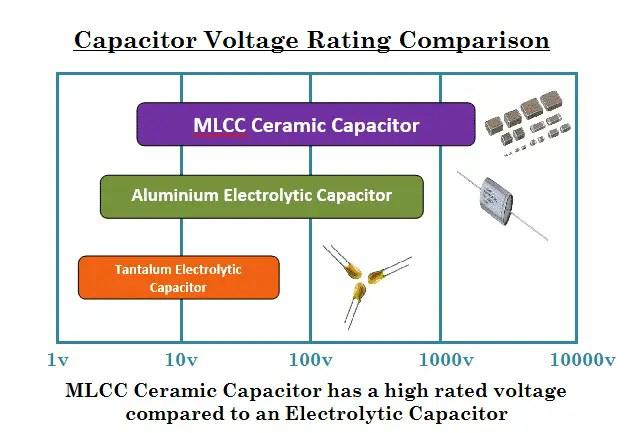 Capacitor Voltage Rating Comparison
MLCC Ceramic Capacitor
Aluminium Electrolytic Capacitor
Tantalum Electrolytic
Capacitor
1v 10v 100v 1000v 10000v
MLCC Ceramic Capacitor has a high rated voltage
compared to an Electrolytic Capacitor